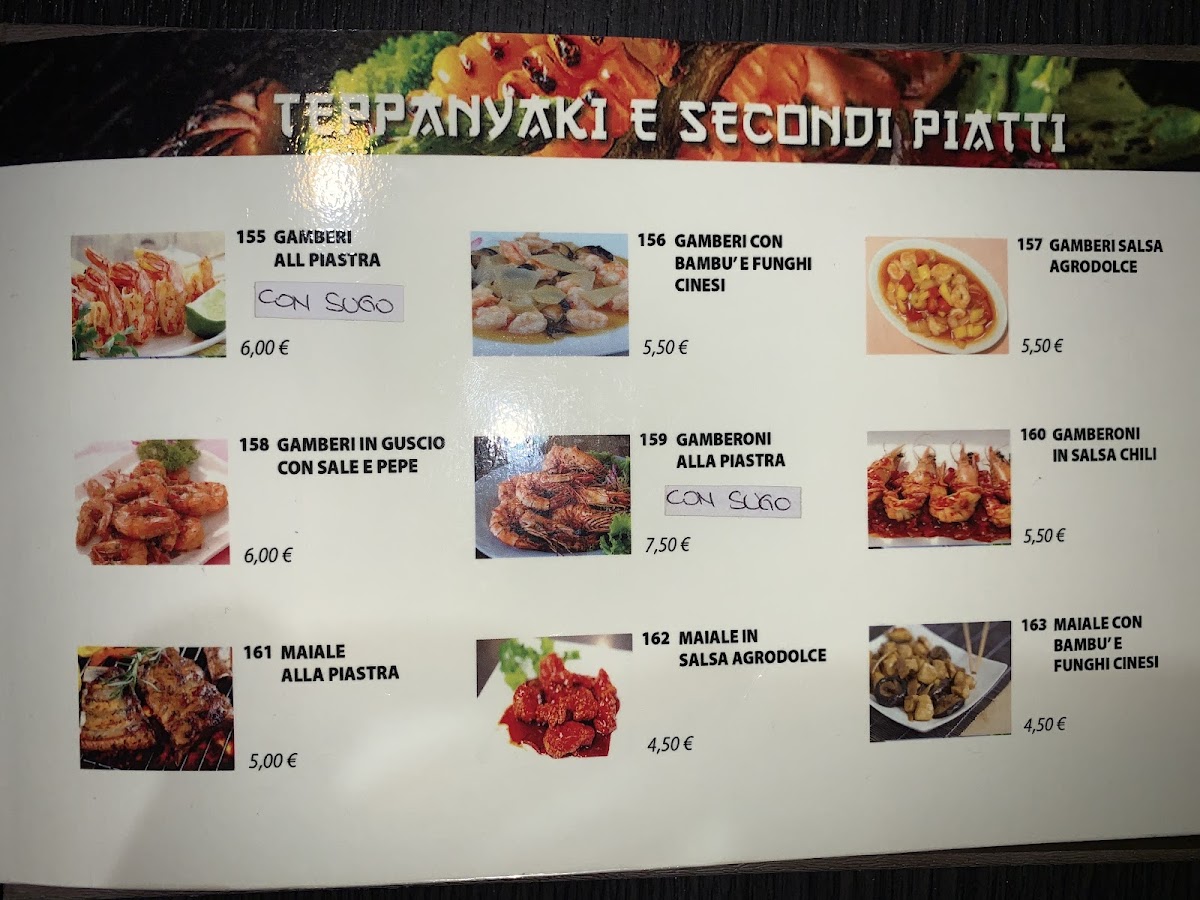 TEPPANYAKI E SECONDI PIATTI
155 GAMBERI
ALL PIASTRA
CON SUGO
6,00 €
156 GAMBERI CON
BAMBU' E FUNGHI
CINESI
5,50 €
157 GAMBERI SALSA
AGRODOLCE
5,50 €
158 GAMBERI IN GUSCIO
CON SALE E PEPE
6,00 €
159 GAMBERONI
ALLA PIASTRA
CON SUGO
7,50 €
160 GAMBERONI
IN SALSA CHILI
5,50 €
161 MAIALE
ALLA PIASTRA
5,00 €
162 MAIALE IN
SALSA AGRODOLCE
4,50 €
163 MAIALE CON
BAMBU' E
FUNGHI CINESI
4,50 €